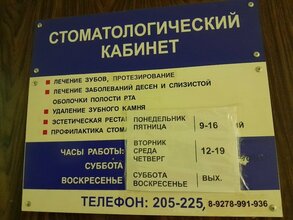 СТОМАТОЛОГИЧЕСКИЙ
КАБИНЕТ
ЛЕЧЕНИЕ ЗУБОВ, ПРОТЕЗИРОВАНИЕ
ЛЕЧЕНИЕ ЗАБОЛЕВАНИЙ ДЕСЕН И СЛИЗИСТОЙ
ОБОЛОЧКИ ПОЛОСТИ РТА
УДАЛЕНИЕ ЗУБНОГО КАМНЯ
ЭСТЕТИЧЕСКАЯ РЕСТА
ПРОФИЛАКТИКА СТОМА
ПОНЕДЕЛЬНИК
ПЯТНИЦА 9-16
ВТОРНИК
СРЕДА 12-19
ЧЕТВЕРГ
СУББОТА
ВОСКРЕСЕНЬЕ ВЫХ.
ЧАСЫ РАБОТЫ:
СУББОТА
ВОСКРЕСЕНЬЕ
ТЕЛЕФОН: 205-225, 8-9278-991-936